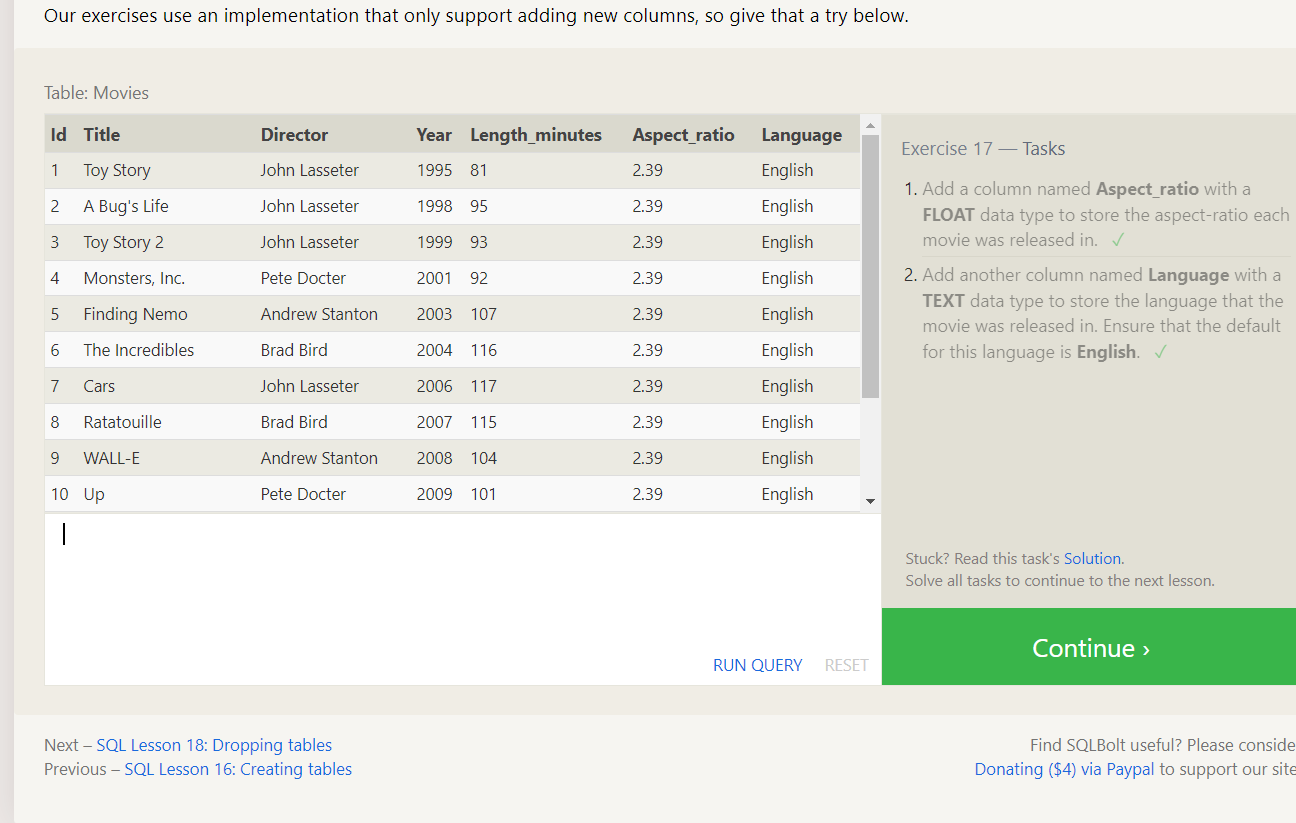 Our exercises use an implementation that only support adding new columns, so give that a try below.
Table: Movies
Id Title Director Year Length_minutes Aspect_ratio Language
1 Toy Story John Lasseter 1995 81 2.39 English
2 A Bug's Life John Lasseter 1998 95 2.39 English
3 Toy Story 2 John Lasseter 1999 93 2.39 English
4 Monsters, Inc. Pete Docter 2001 92 2.39 English
5 Finding Nemo Andrew Stanton 2003 107 2.39 English
6 The Incredibles Brad Bird 2004 116 2.39 English
7 Cars John Lasseter 2006 117 2.39 English
8 Ratatouille Brad Bird 2007 115 2.39 English
9 WALL-E Andrew Stanton 2008 104 2.39 English
10 Up Pete Docter 2009 101 2.39 English
RUN QUERY RESET
Exercise 17 — Tasks
1. Add a column named Aspect_ratio with a
FLOAT data type to store the aspect-ratio each
movie was released in. ✓
2. Add another column named Language with a
TEXT data type to store the language that the
movie was released in. Ensure that the default
for this language is English. ✓
Stuck? Read this task's Solution.
Solve all tasks to continue to the next lesson.
Continue ›
Next – SQL Lesson 18: Dropping tables
Previous – SQL Lesson 16: Creating tables
Find SQLBolt useful? Please conside
Donating ($4) via Paypal to support our site